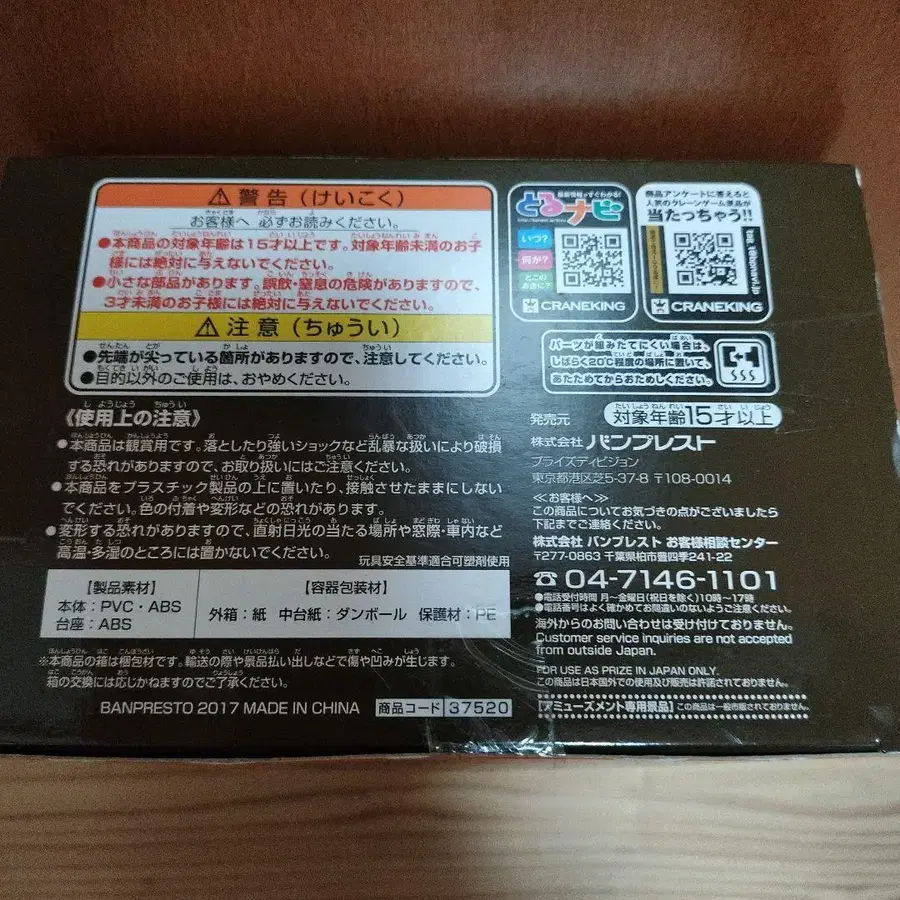 ⚠ 警告（けいこく）
お客様へ 必ずお読みください。
●本商品の対象年齢は15才以上です。対象年齢未満のお子
様には絶対に与えないでください。
●小さな部品があります。誤飲・窒息の危険がありますので、
3才未満のお子様には絶対に与えないでください。
⚠ 注意（ちゅうい）
●先端が尖っている箇所がありますので、注意してください。
●目的以外のご使用は、おやめください。
《使用上の注意》
●本商品は観賞用です。落としたり強いショックなど乱暴な扱いにより破損
する恐れがありますので、お取り扱いにはご注意ください。
●本商品をプラスチック製品の上に置いたり、接触させたままにしない
でください。色の付着や変形などの恐れがあります。
●変形する恐れがありますので、直射日光の当たる場所や窓際・車内など
高温・多湿のところには置かないでください。
玩具安全基準適合可塑剤使用
【製品素材】
本体：PVC・ABS
台座：ABS
【容器包装材】
外箱：紙 中台紙：ダンボール 保護材：PE
※本商品の箱は梱包材です。輸送の際や景品払い出しなどで傷や凹みが生じます。
箱の交換には応じかねますのでご了承ください。
BANPRESTO 2017 MADE IN CHINA
商品コード 37520
最新情報がすぐわかる!
とるナビ
いつ?
何が?
どこの
お店に?
CRANEKING
商品アンケートに答えると
人気のクレーンゲーム景品が
当たっちゃう!!
CRANEKING
パーツが組みたてにくい場合は、
しばらく20℃程度の場所に置いて、
あたためてからおためしください。
対象年齢15才以上
発売元
株式会社 バンプレスト
プライズディビジョン
東京都港区芝5-37-8 〒108-0014
≪お客様へ≫
この商品についてお気づきの点がございましたら
下記までご連絡ください。
株式会社 バンプレスト お客様相談センター
〒277-0863 千葉県柏市豊四季241-22
☎ 04-7146-1101
●電話受付時間 月～金曜日(祝日を除く)10時～17時
●電話番号はよく確かめてお間違いのないようご注意ください。
海外からのお問い合わせは受け付けておりません。
Customer service inquiries are not accepted
from outside Japan.
FOR USE AS PRIZE IN JAPAN ONLY.
この商品は日本国外での使用及び販売は許諾されておりません。
【アミューズメント専用景品】この商品は一般市販されておりません。